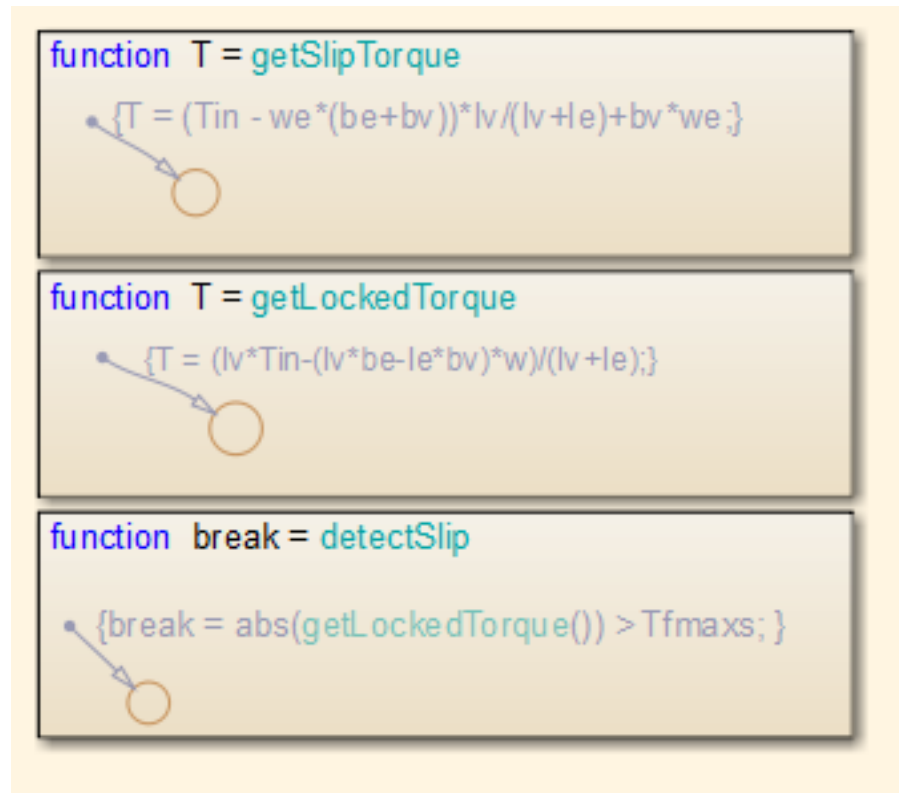 function T = getSlipTorque
{T = (Tin - we*(be+bv))*Iv/(Iv+Ie)+bv*we;}
function T = getLockedTorque
{T = (Iv*Tin-(Iv*be-Ie*bv)*w)/(Iv+Ie);}
function break = detectSlip
{break = abs(getLockedTorque()) > Tfmaxs; }